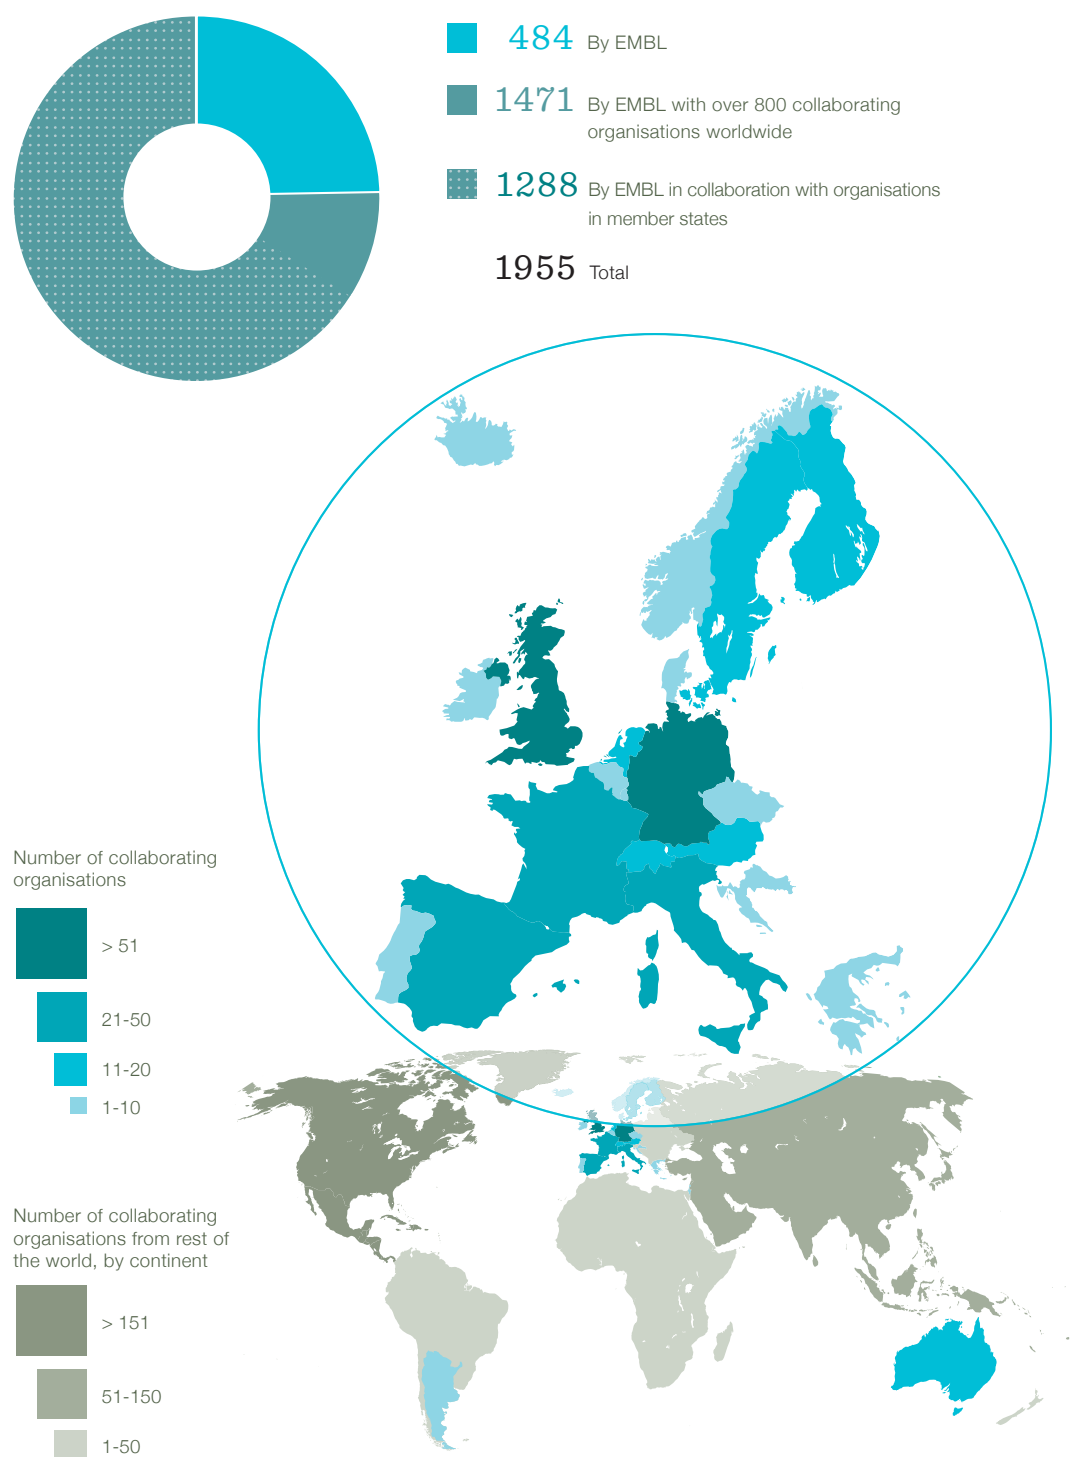 484 By EMBL
1471 By EMBL with over 800 collaborating
organisations worldwide
1288 By EMBL in collaboration with organisations
in member states
1955 Total
Number of collaborating
organisations
> 51
21-50
11-20
1-10
Number of collaborating
organisations from rest of
the world, by continent
> 151
51-150
1-50